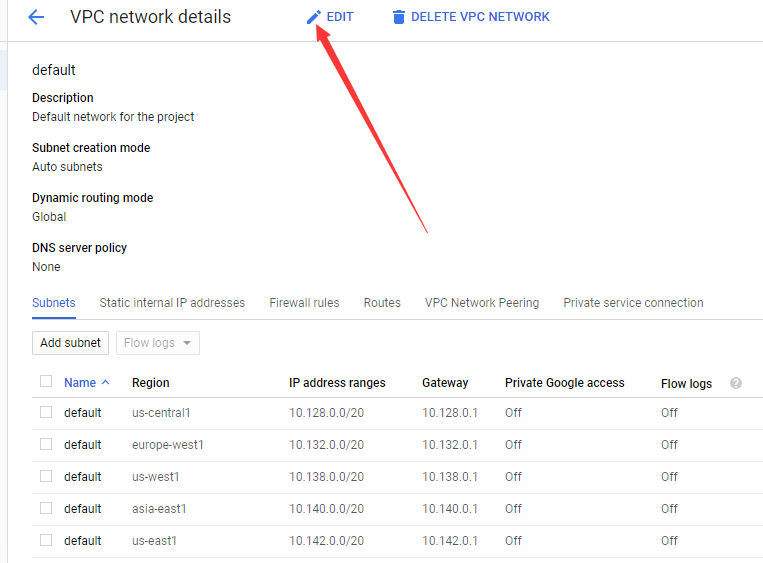 VPC network details EDIT DELETE VPC NETWORK
default
Description
Default network for the project
Subnet creation mode
Auto subnets
Dynamic routing mode
Global
DNS server policy
None
Subnets Static internal IP addresses Firewall rules Routes VPC Network Peering Private service connection
Add subnet Flow logs
Name Region IP address ranges Gateway Private Google access Flow logs ?
default us-central1 10.128.0.0/20 10.128.0.1 Off Off
default europe-west1 10.132.0.0/20 10.132.0.1 Off Off
default us-west1 10.138.0.0/20 10.138.0.1 Off Off
default asia-east1 10.140.0.0/20 10.140.0.1 Off Off
default us-east1 10.142.0.0/20 10.142.0.1 Off Off